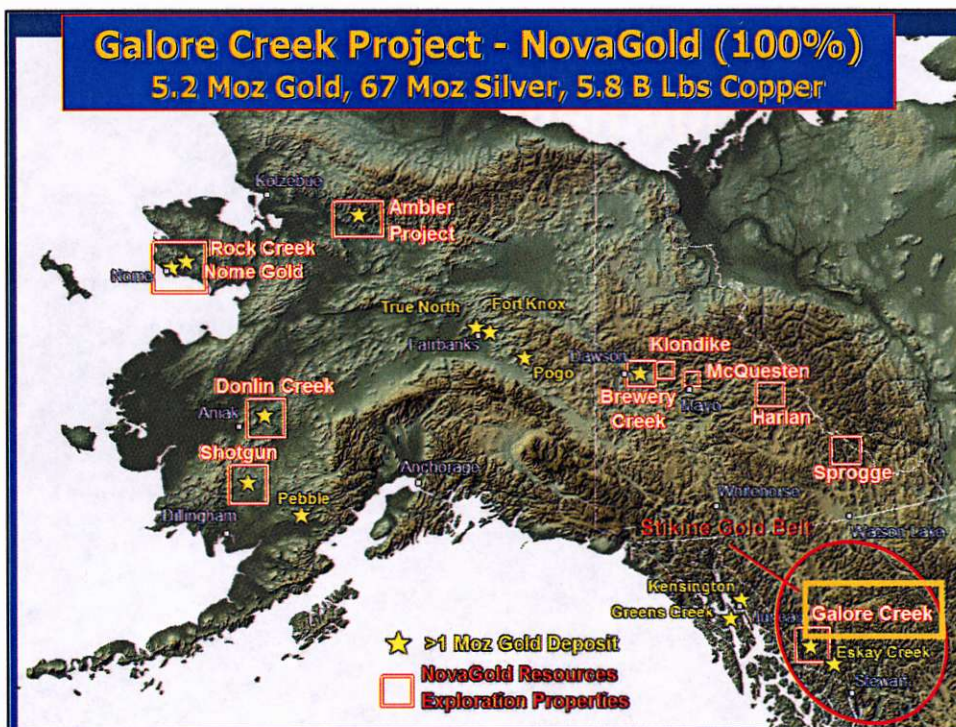 Galore Creek Project - NovaGold (100%)
5.2 Moz Gold, 67 Moz Silver, 5.8 B Lbs Copper
Kotzebue
Ambler
Project
Rock Creek
Nome
Nome Gold
True North
Fort Knox
Fairbanks
Pogo
Dawson
Klondike
McQuesten
Brewery
Creek
Mayo
Harlan
Donlin Creek
Aniak
Shotgun
Anchorage
Sprogge
Pebble
Dillingham
Whitehorse
Stikine Gold Belt
Watson Lake
Kensington
Greens Creek
Juneau
Galore Creek
Eskay Creek
Stewart
>1 Moz Gold Deposit
NovaGold Resources
Exploration Properties